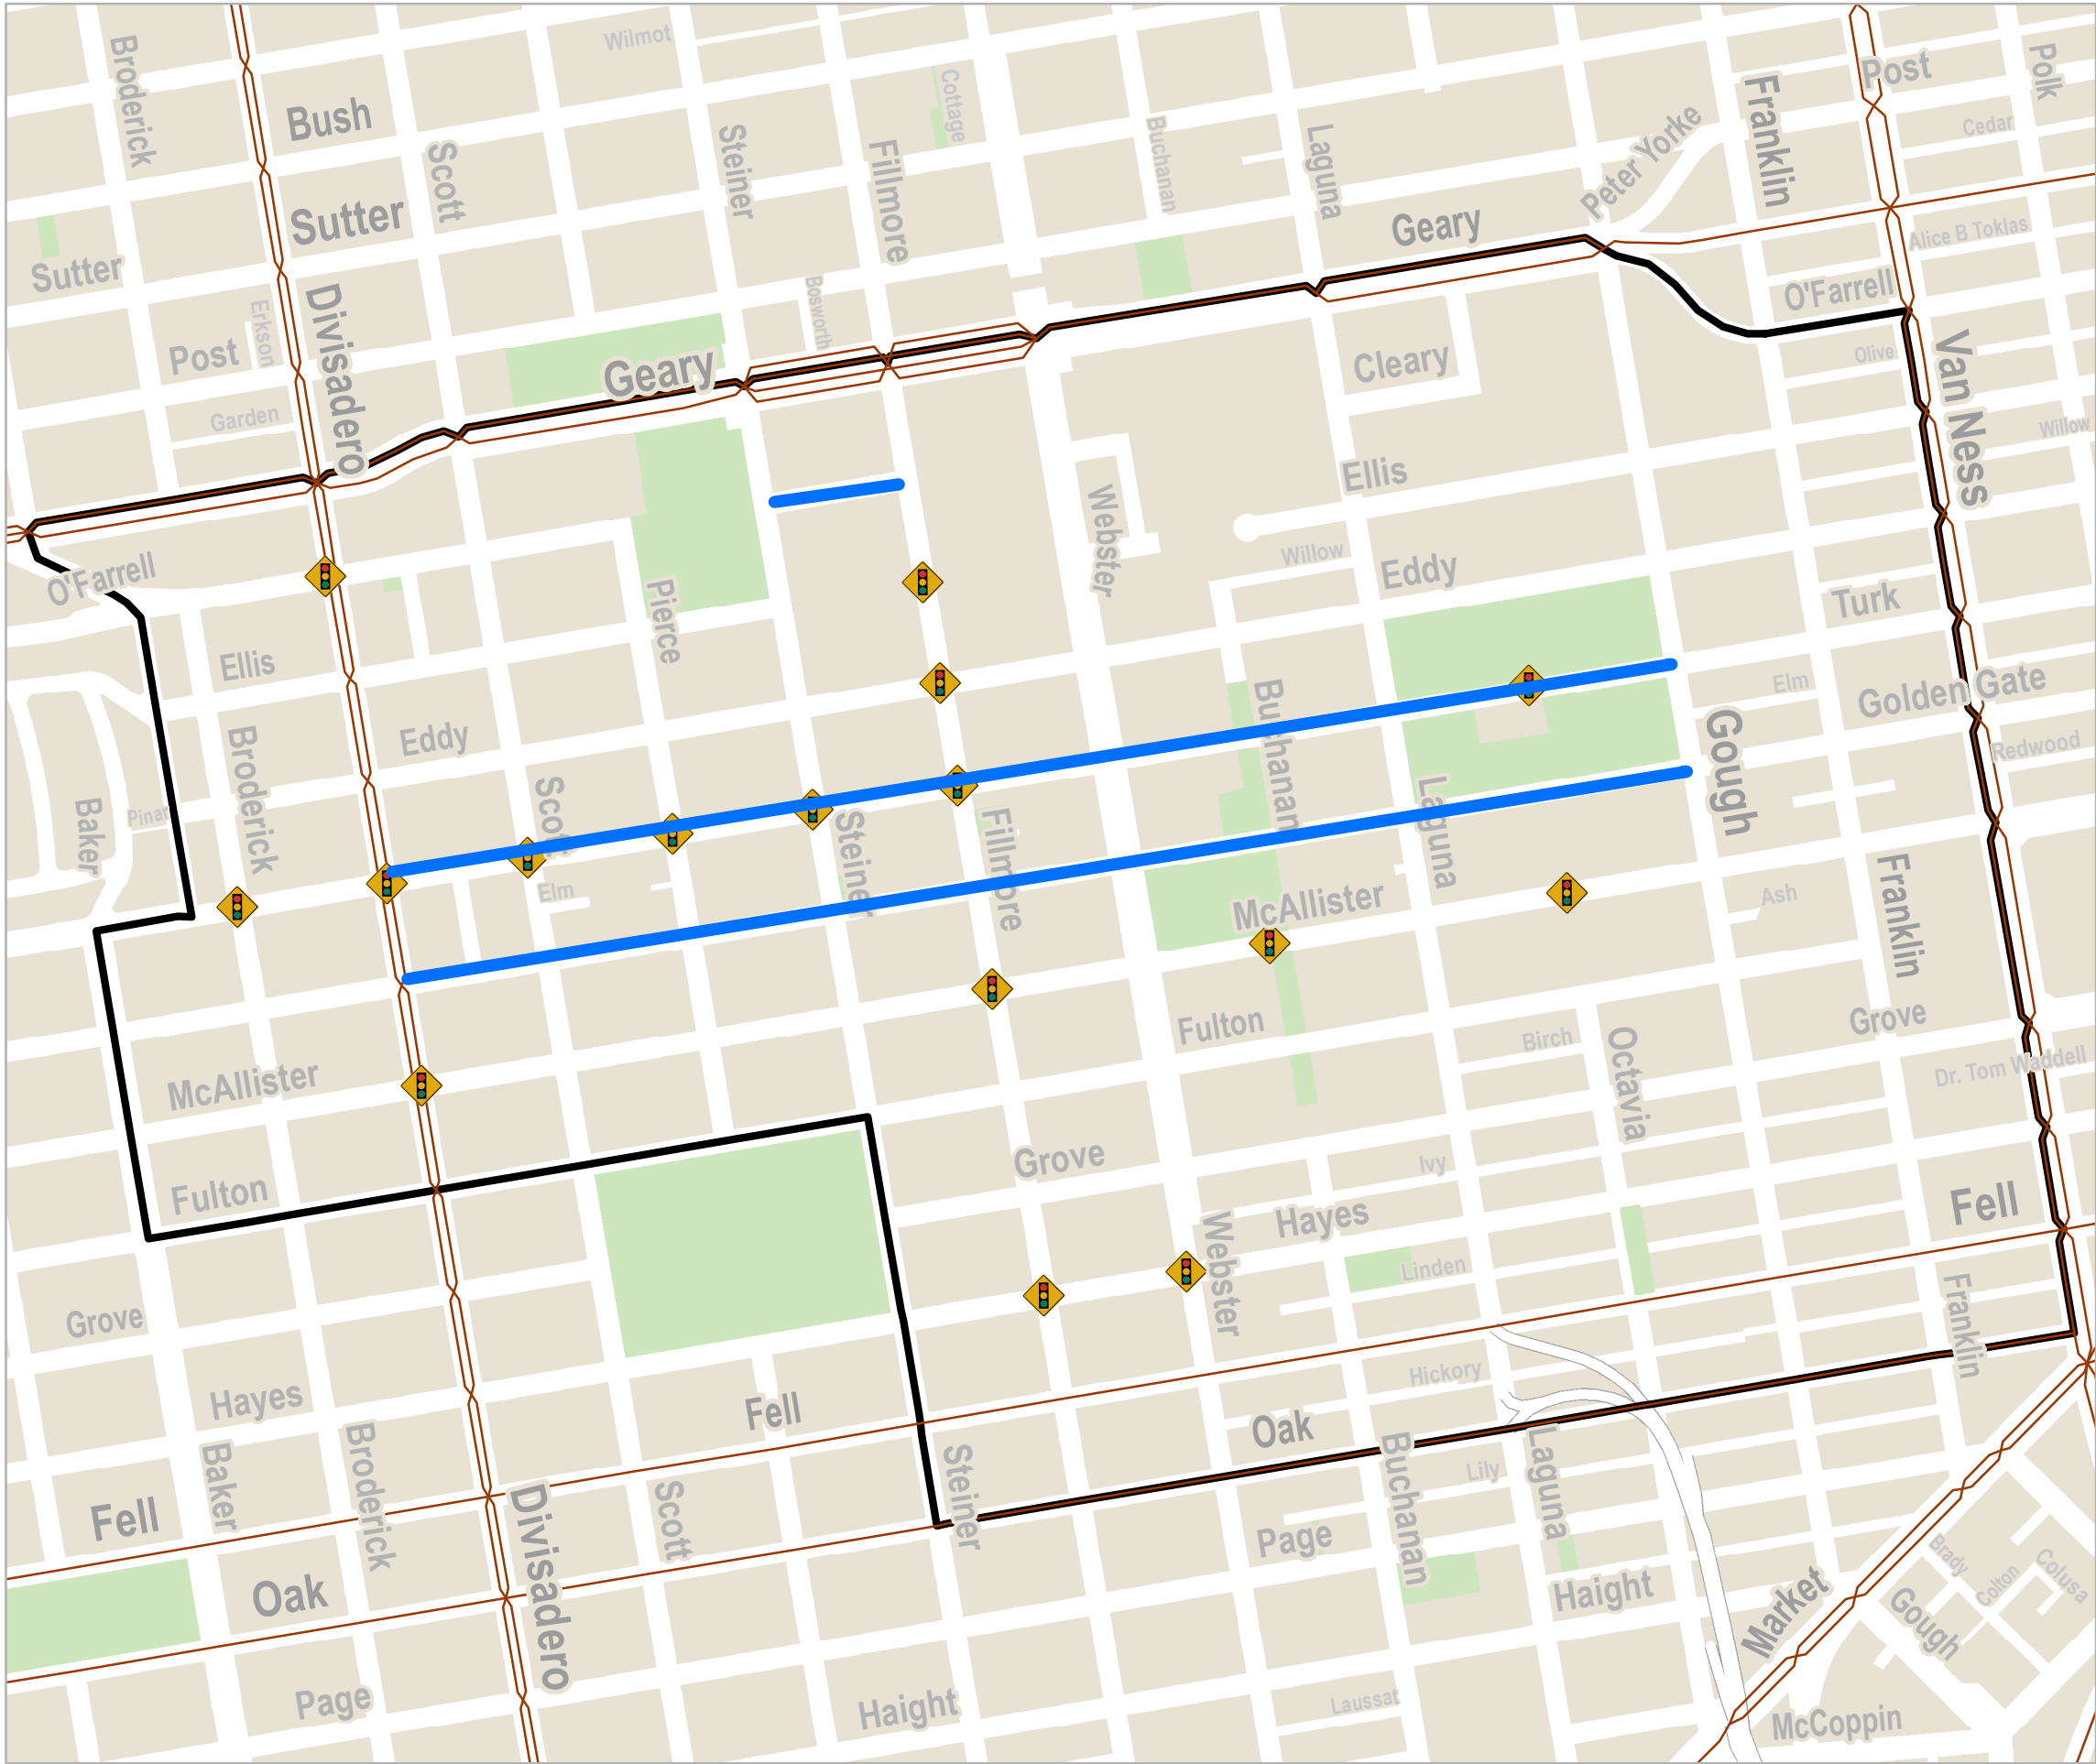 Wilmot
Broderick
Cottage
Post
Polk
Bush
Franklin
Cedar
Scott
Steiner
Fillmore
Buchanan
Laguna
Peter Yorke
Sutter
Geary
Alice B Toklas
Sutter
Erkson
Divisadero
Bosworth
O'Farrell
Post
Geary
Cleary
Olive
Van Ness
Garden
Willow
Ellis
Webster
Willow
Eddy
O'Farrell
Pierce
Turk
Ellis
Elm
Golden Gate
Buchanan
Gough
Redwood
Eddy
Broderick
Scott
Baker
Pinar
Steiner
Fillmore
Laguna
Elm
McAllister
Ash
Franklin
Fulton
Birch
Octavia
Grove
Dr. Tom Waddell
McAllister
Grove
Ivy
Fulton
Hayes
Fell
Webster
Linden
Grove
Franklin
Hickory
Hayes
Fell
Oak
Baker
Broderick
Steiner
Buchanan
Lily
Laguna
Scott
Fell
Divisadero
Page
Brady
Colton
Colusa
Oak
Haight
Market
Gough
Page
Haight
Laussat
McCoppin